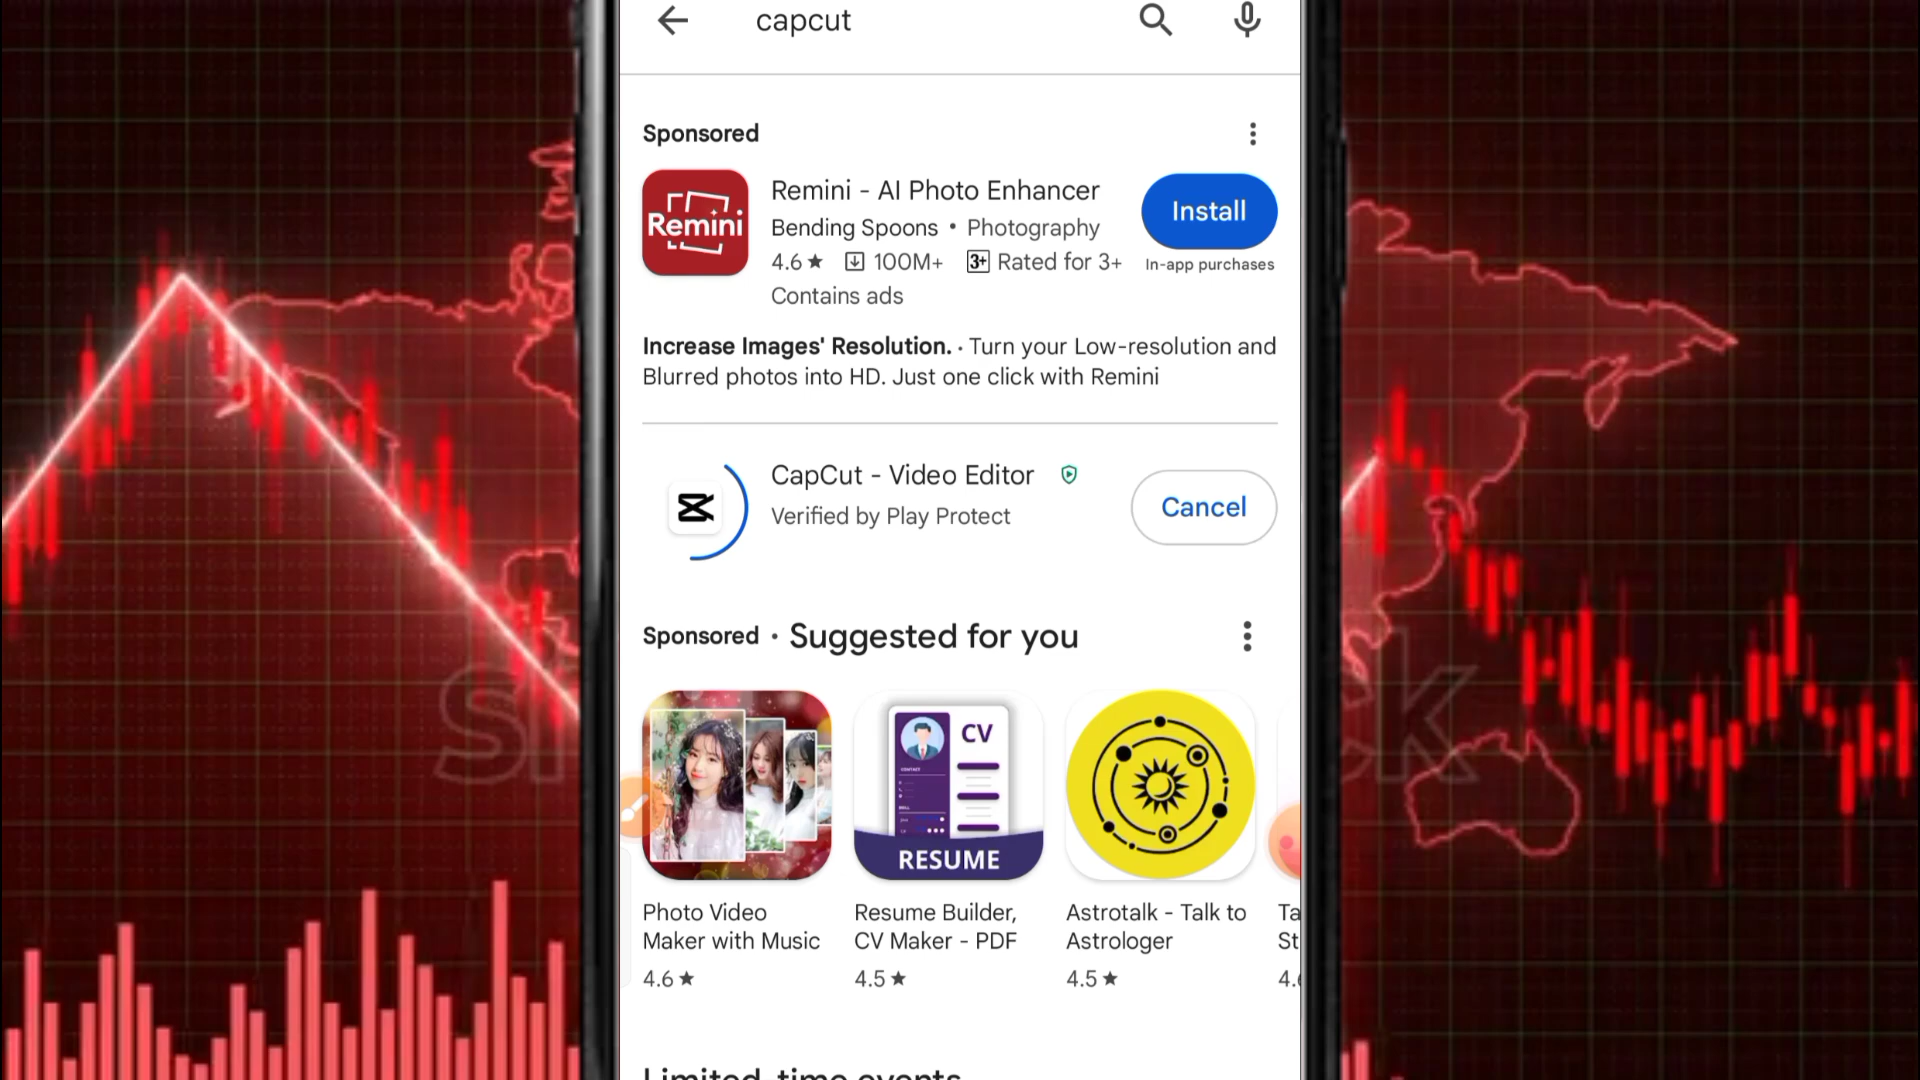 capcut
Sponsored
Remini
Remini - AI Photo Enhancer
Install
Bending Spoons • Photography
4.6★ 100M+ 3+ Rated for 3+
In-app purchases
Contains ads
Increase Images' Resolution. · Turn your Low-resolution and
Blurred photos into HD. Just one click with Remini
CapCut - Video Editor
Verified by Play Protect
Cancel
Sponsored • Suggested for you
CV
RESUME
Photo Video
Maker with Music
4.6★
Resume Builder,
CV Maker - PDF
4.5★
Astrotalk - Talk to
Astrologer
4.5★
Ta
St
4.6
Limited-time events